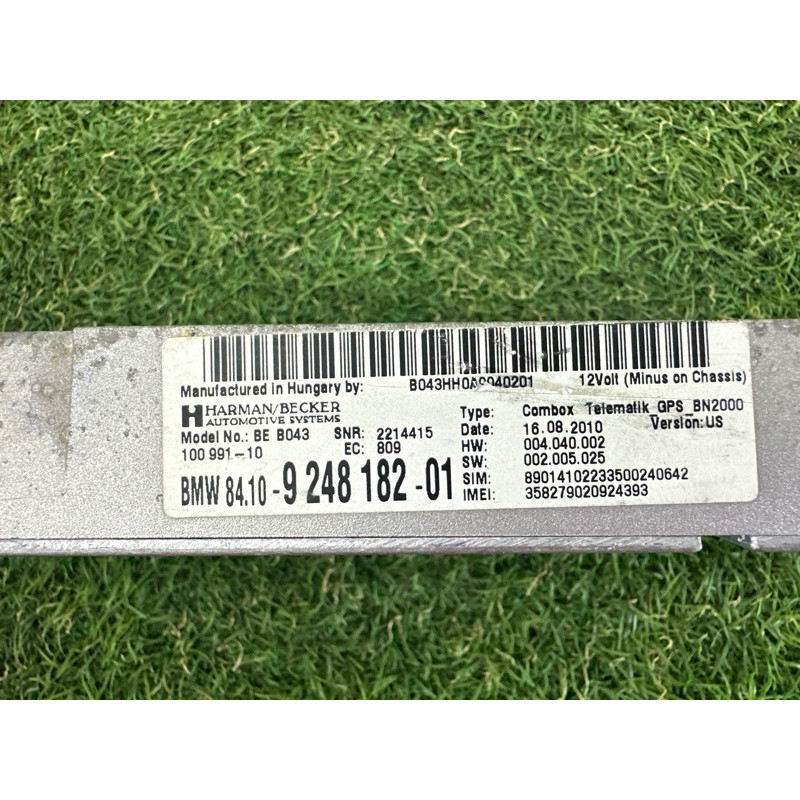 Manufactured in Hungary by: B043HH0A9040201 12Volt (Minus on Chassis)
HARMAN/BECKER
AUTOMOTIVE SYSTEMS
Model No.: BE B043 SNR: 2214415
100 991-10 EC: 809
BMW 84.10 - 9 248 182 - 01
Type: Combox Telematik GPS_BN2000
Date: 16.08.2010 Version: US
HW: 004.040.002
SW: 002.005.025
SIM: 89014102233500240642
IMEI: 358279020924393